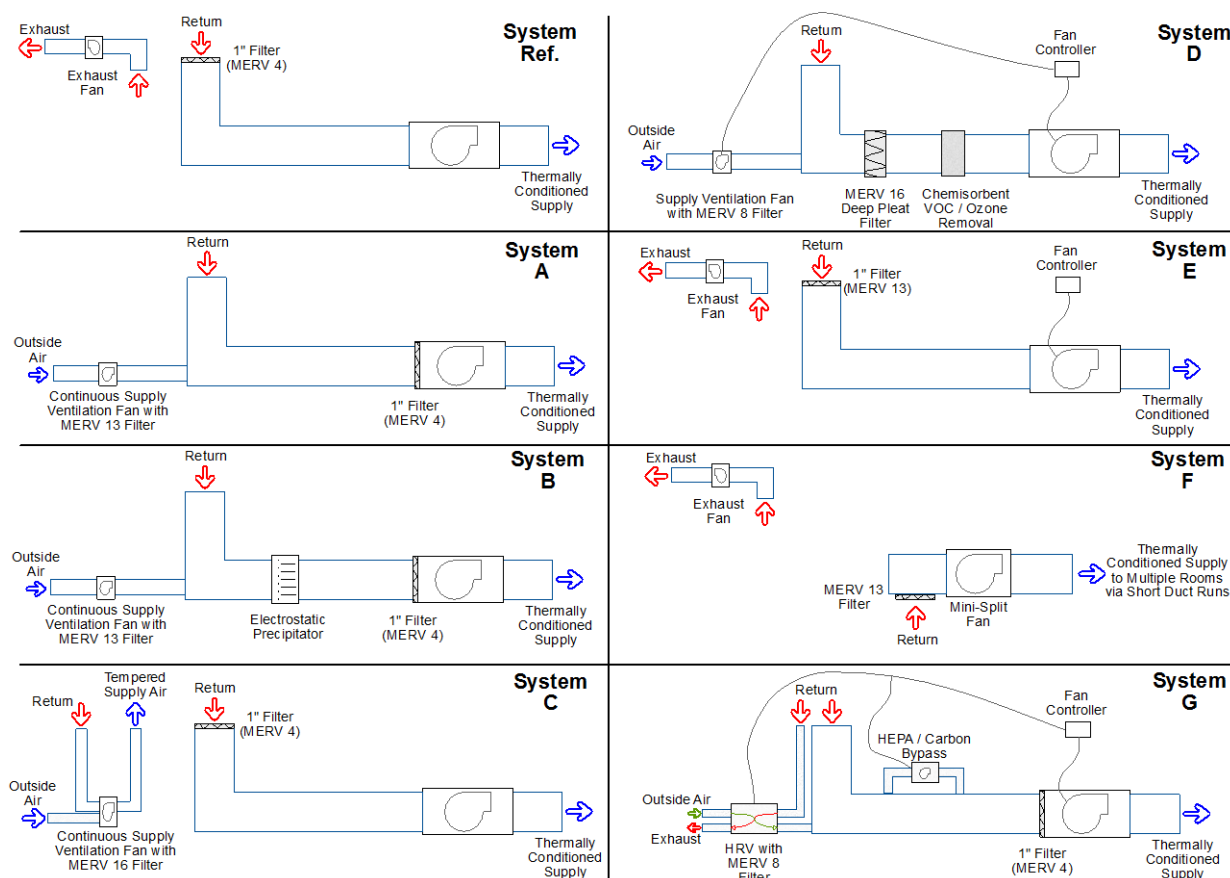 System
Ref.
Exhaust
Exhaust
Fan
Return
1" Filter
(MERV 4)
Thermally
Conditioned
Supply
System
A
Return
Outside
Air
Continuous Supply
Ventilation Fan with
MERV 13 Filter
1" Filter
(MERV 4)
Thermally
Conditioned
Supply
System
B
Return
Outside
Air
Continuous Supply
Ventilation Fan with
MERV 13 Filter
Electrostatic
Precipitator
1" Filter
(MERV 4)
Thermally
Conditioned
Supply
System
C
Tempered
Supply Air
Return
Outside
Air
Continuous Supply
Ventilation Fan with
MERV 16 Filter
Return
1" Filter
(MERV 4)
Thermally
Conditioned
Supply
System
D
Return
Fan
Controller
Outside
Air
Supply Ventilation Fan
with MERV 8 Filter
MERV 16
Deep Pleat
Filter
Chemisorbent
VOC / Ozone
Removal
Thermally
Conditioned
Supply
System
E
Exhaust
Exhaust
Fan
Return
1" Filter
(MERV 13)
Fan
Controller
Thermally
Conditioned
Supply
System
F
Exhaust
Exhaust
Fan
MERV 13
Filter
Return
Mini-Split
Fan
Thermally
Conditioned Supply
to Multiple Rooms
via Short Duct Runs
System
G
Return
Fan
Controller
HEPA / Carbon
Bypass
Outside Air
Exhaust
HRV with
MERV 8
Filter
1" Filter
(MERV 4)
Thermally
Conditioned
Supply